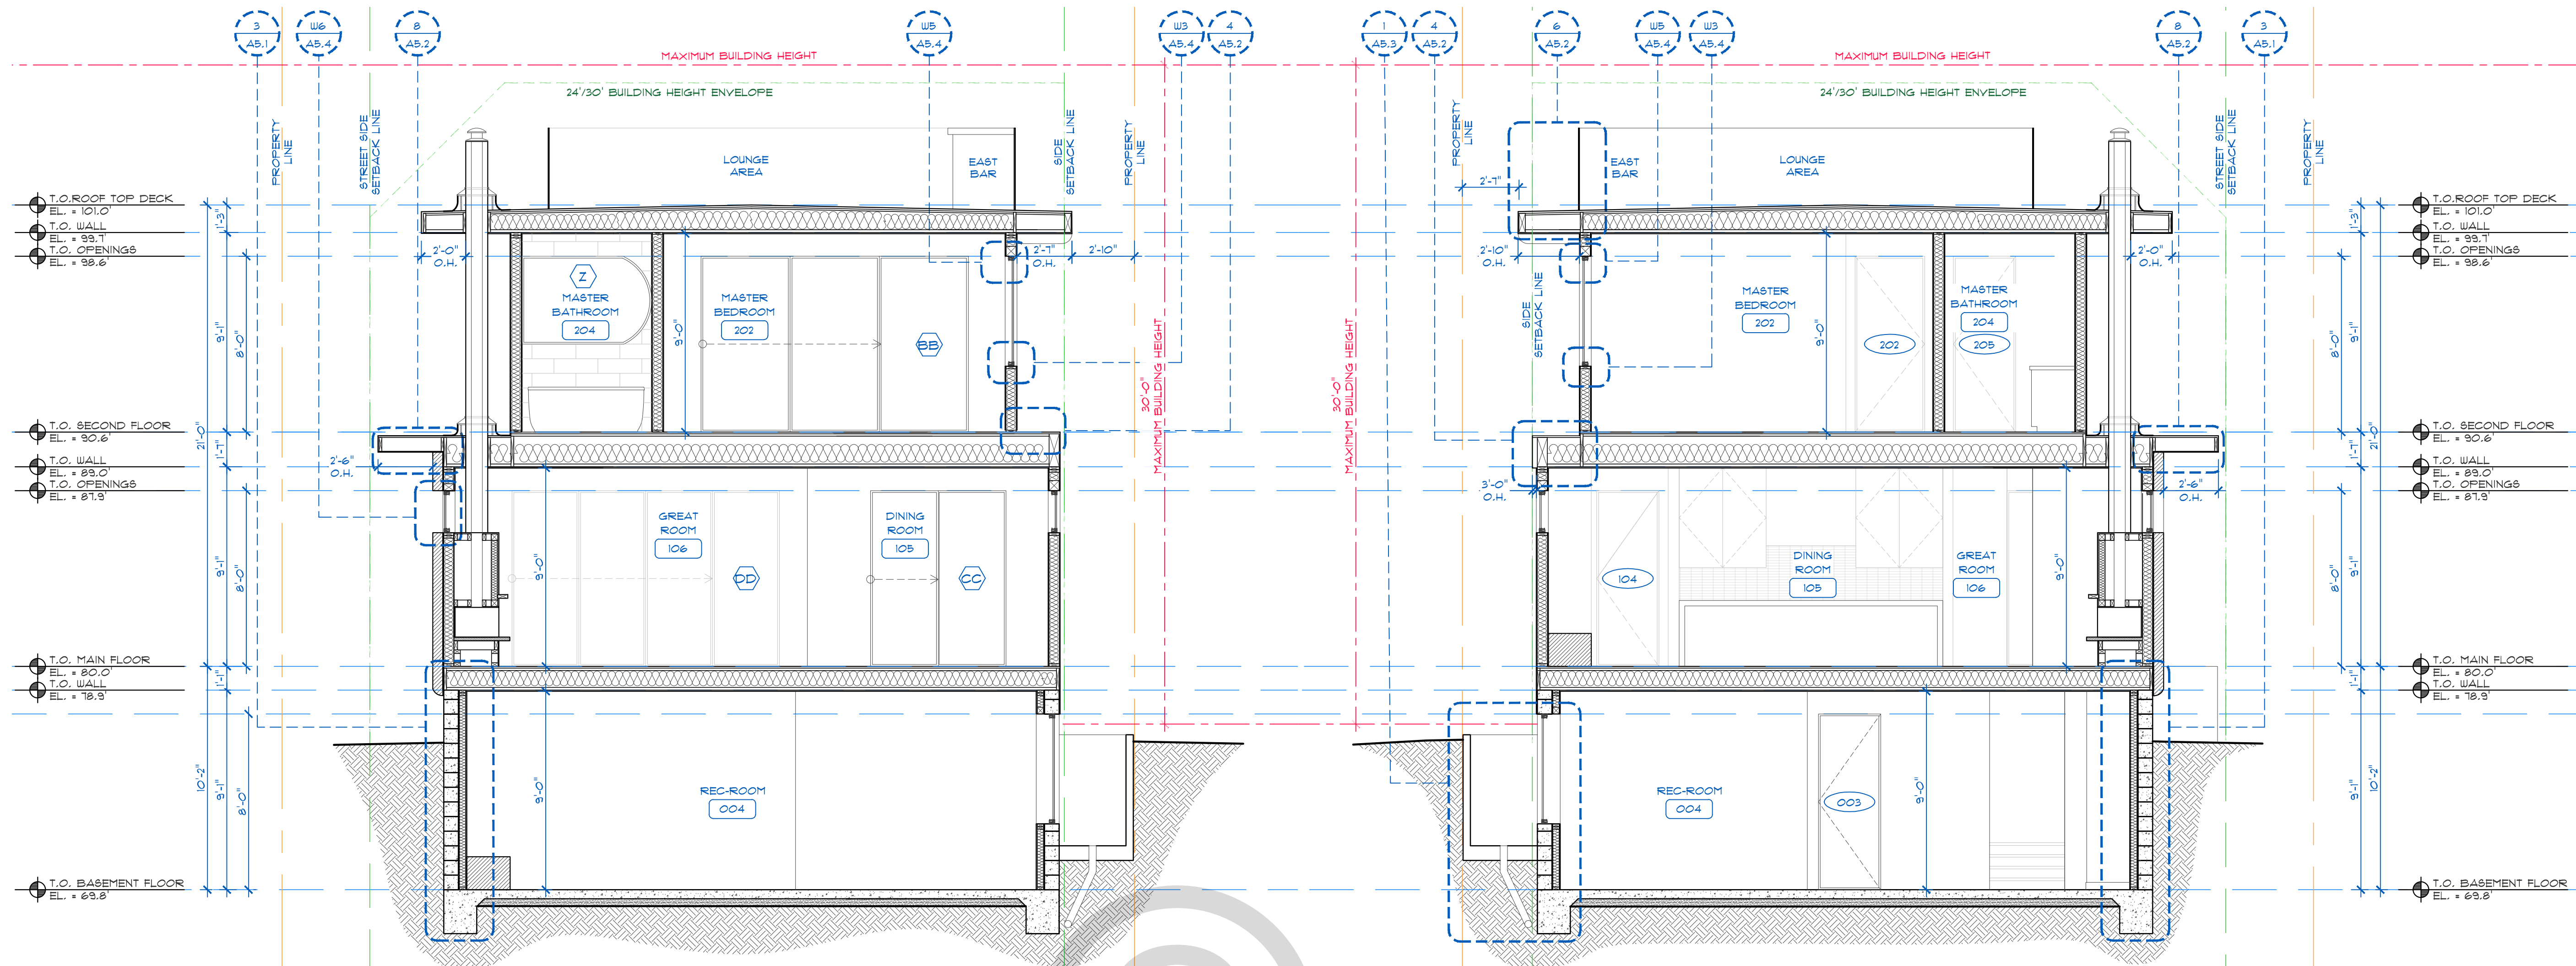 3
A5.1
W6
A5.4
8
A5.2
W5
A5.4
W3
A5.4
4
A5.2
1
A5.3
4
A5.2
6
A5.2
W5
A5.4
W3
A5.4
8
A5.2
3
A5.1
MAXIMUM BUILDING HEIGHT
MAXIMUM BUILDING HEIGHT
24'/30' BUILDING HEIGHT ENVELOPE
24'/30' BUILDING HEIGHT ENVELOPE
PROPERTY
LINE
STREET SIDE
SETBACK LINE
LOUNGE
AREA
EAST
BAR
SIDE
SETBACK LINE
PROPERTY
LINE
T.O.ROOF TOP DECK
EL. = 101.0'
T.O. WALL
EL. = 99.7'
T.O. OPENINGS
EL. = 98.6'
T.O. SECOND FLOOR
EL. = 90.6'
T.O. WALL
EL. = 89.0'
T.O. OPENINGS
EL. = 87.9'
T.O. MAIN FLOOR
EL. = 80.0'
T.O. WALL
EL. = 78.9'
T.O. BASEMENT FLOOR
EL. = 69.8'
1'-3"
9'-1"
8'-0"
21'-0"
1'-7"
9'-1"
8'-0"
1'-1"
10'-2"
9'-1"
8'-0"
2'-0"
O.H.
2'-6"
O.H.
2'-7"
O.H.
2'-10"
Z
MASTER
BATHROOM
204
9'-0"
MASTER
BEDROOM
202
BB
9'-0"
GREAT
ROOM
106
DD
DINING
ROOM
105
CC
9'-0"
REC-ROOM
004
30'-0"
MAXIMUM BUILDING HEIGHT
30'-0"
MAXIMUM BUILDING HEIGHT
PROPERTY
LINE
2'-7"
EAST
BAR
LOUNGE
AREA
STREET SIDE
SETBACK LINE
PROPERTY
LINE
2'-10"
O.H.
SIDE
SETBACK LINE
MASTER
BEDROOM
202
9'-0"
202
MASTER
BATHROOM
204
205
2'-0"
O.H.
3'-0"
O.H.
2'-6"
O.H.
104
DINING
ROOM
105
GREAT
ROOM
106
9'-0"
REC-ROOM
004
003
9'-0"
1'-3"
8'-0"
9'-1"
1'-7"
21'-0"
8'-0"
9'-1"
1'-1"
9'-1"
10'-2"
T.O.ROOF TOP DECK
EL. = 101.0'
T.O. WALL
EL. = 99.7'
T.O. OPENINGS
EL. = 98.6'
T.O. SECOND FLOOR
EL. = 90.6'
T.O. WALL
EL. = 89.0'
T.O. OPENINGS
EL. = 87.9'
T.O. MAIN FLOOR
EL. = 80.0'
T.O. WALL
EL. = 78.9'
T.O. BASEMENT FLOOR
EL. = 69.8'